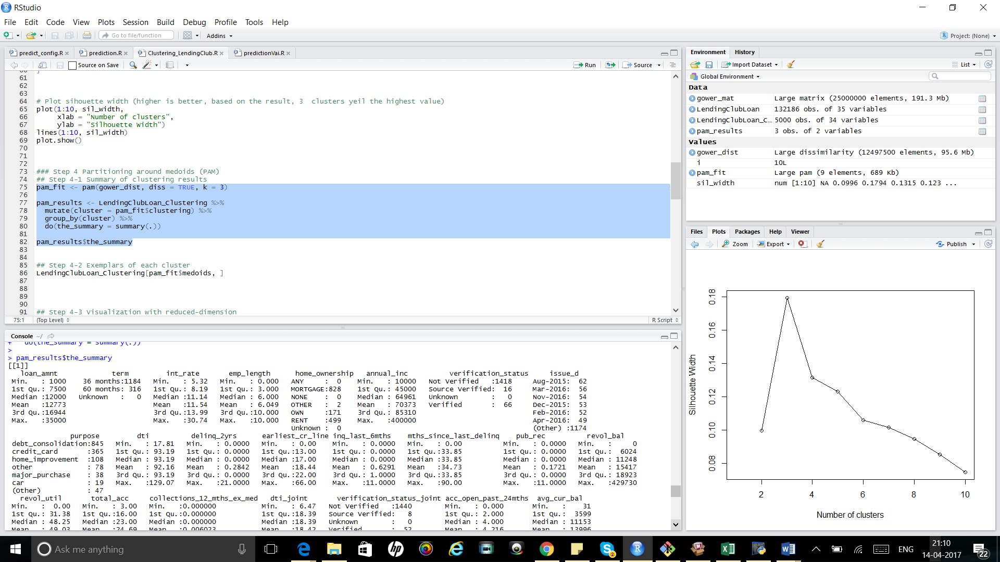 RStudio
File Edit Code View Plots Session Build Debug Profile Tools Help
Go to file/function Addins Project: (None)
predict_config.R prediction.R Clustering_LendingClub.R predictionVai.R
Source on Save Run Source
61
62
63
64 # Plot sihouette width (higher is better, based on the result, 3  clusters yeil the highest value)
65 plot(1:10, sil_width,
66      xlab = "Number of clusters",
67      ylab = "Silhouette Width")
68 lines(1:10, sil_width)
69 plot.show()
70
71
72
73 ### Step 4 Partitioning around medoids (PAM)
74 ## Step 4-1 Summary of clustering results
75 pam_fit <- pam(gower_dist, diss = TRUE, k = 3)
76
77 pam_results <- LendingClubLoan_Clustering %>%
78   mutate(cluster = pam_fit$clustering) %>%
79   group_by(cluster) %>%
80   do(the_summary = summary(.))
81
82 pam_results$the_summary
83
84
85 ## Step 4-2 Exemplars of each cluster
86 LendingClubLoan_Clustering[pam_fit$medoids, ]
87
88
89
90
91 ## Step 4-3 Visualization with reduced-dimension
75:1 (Top Level) R Script
Console ~/
+   do(the_summary = summary(.))
>
> pam_results$the_summary
[[1]]
loan_amnt term int_rate emp_length home_ownership annual_inc verification_status issue_d
Min. : 1000 36 months:1184 Min. : 5.32 Min. : 0.000 ANY : 0 Min. : 10000 Not Verified :1418 Aug-2015: 62
1st Qu.: 7500 60 months: 316 1st Qu.: 8.19 1st Qu.: 3.000 MORTGAGE:828 1st Qu.: 45000 Source Verified: 16 Mar-2016: 56
Median :12000 Unknown : 0 Median :11.14 Median : 6.000 NONE : 0 Median : 64961 Unknown : 0 Nov-2016: 54
Mean :12773 Mean :11.54 Mean : 6.049 OTHER : 2 Mean : 70373 Verified : 66 Dec-2015: 53
3rd Qu.:16944 3rd Qu.:13.99 3rd Qu.:10.000 OWN :171 3rd Qu.: 85310 Feb-2016: 52
Max. :35000 Max. :30.74 Max. :10.000 RENT :499 Max. :400000 Apr-2016: 49
Unknown : 0 (Other) :1174
purpose dti delinq_2yrs earliest_cr_line inq_last_6mths mths_since_last_delinq pub_rec revol_bal
debt_consolidation:845 Min. : 17.81 Min. : 0.0000 Min. : 0.00 Min. : 0.0000 Min. : 0.00 Min. : 0.0000 Min. : 0
credit_card :365 1st Qu.: 93.19 1st Qu.: 0.0000 1st Qu.:13.00 1st Qu.: 0.0000 1st Qu.:33.85 1st Qu.: 0.0000 1st Qu.: 6024
home_improvement :108 Median : 93.19 Median : 0.0000 Median :17.00 Median : 0.0000 Median :33.85 Median : 0.0000 Median : 11248
other : 78 Mean : 92.16 Mean : 0.2842 Mean :18.44 Mean : 0.6291 Mean :34.73 Mean : 0.1721 Mean : 15417
major_purchase : 38 3rd Qu.: 93.19 3rd Qu.: 0.0000 3rd Qu.:22.00 3rd Qu.: 1.0000 3rd Qu.:33.85 3rd Qu.: 0.0000 3rd Qu.: 18923
car : 19 Max. :129.07 Max. :21.0000 Max. :66.00 Max. :11.0000 Max. :90.00 Max. :11.0000 Max. :429730
(Other) : 47
revol_util total_acc collections_12_mths_ex_med dti_joint verification_status_joint acc_open_past_24mths avg_cur_bal
Min. : 0.00 Min. : 3.00 Min. :0.000000 Min. : 6.47 Not Verified :1440 Min. : 0.000 Min. : 31
1st Qu.: 31.38 1st Qu.:16.00 1st Qu.:0.000000 1st Qu.:18.39 Source Verified: 8 1st Qu.: 2.000 1st Qu.: 3599
Median : 48.25 Median :23.00 Median :0.000000 Median :18.39 Unknown : 0 Median : 4.000 Median : 11153
Mean : 49.03 Mean :24.69 Mean :0.006023 Mean :18.42 Verified : 52 Mean : 4.216 Mean : 13996
Environment History
Import Dataset List
Global Environment
Data
gower_mat Large matrix (25000000 elements, 191.3 Mb)
LendingClubLoan 132186 obs. of 35 variables
LendingClubLoan_C... 5000 obs. of 34 variables
pam_results 3 obs. of 2 variables
Values
gower_dist Large dissimilarity (12497500 elements, 95.6 Mb)
i 10L
pam_fit Large pam (9 elements, 689 Kb)
sil_width num [1:10] NA 0.0996 0.1794 0.1315 0.123 ...
Files Plots Packages Help Viewer
Zoom Export Publish
Silhouette Width
0.18
0.16
0.14
0.12
0.10
0.08
2 4 6 8 10
Number of clusters
Ask me anything
hp
2
ENG
21:10
14-04-2017
22